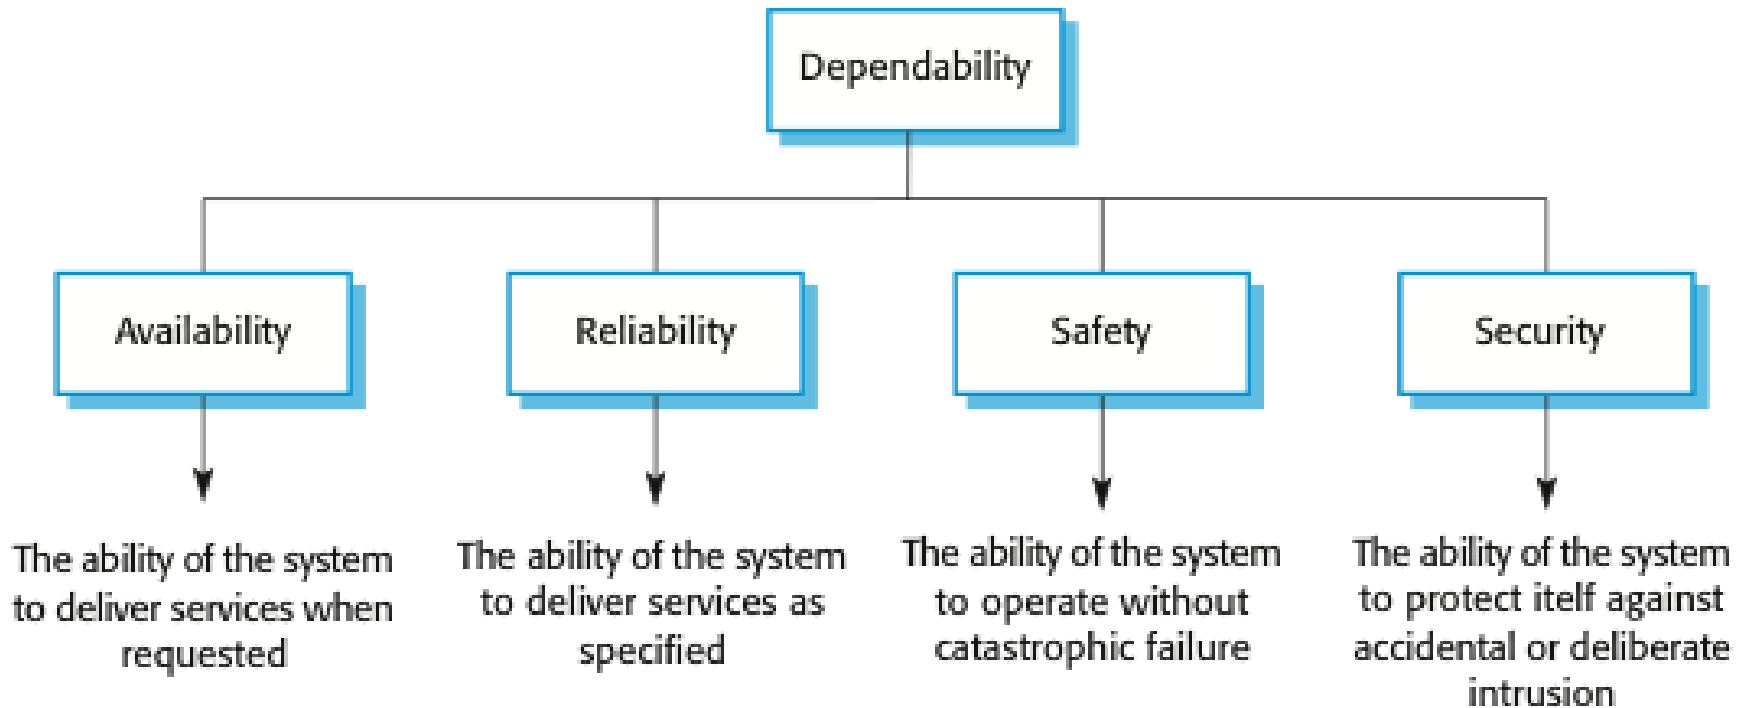 Dependability
Availability
Reliability
Safety
Security
The ability of the system
to deliver services when
requested
The ability of the system
to deliver services as
specified
The ability of the system
to operate without
catastrophic failure
The ability of the system
to protect itelf against
accidental or deliberate
intrusion